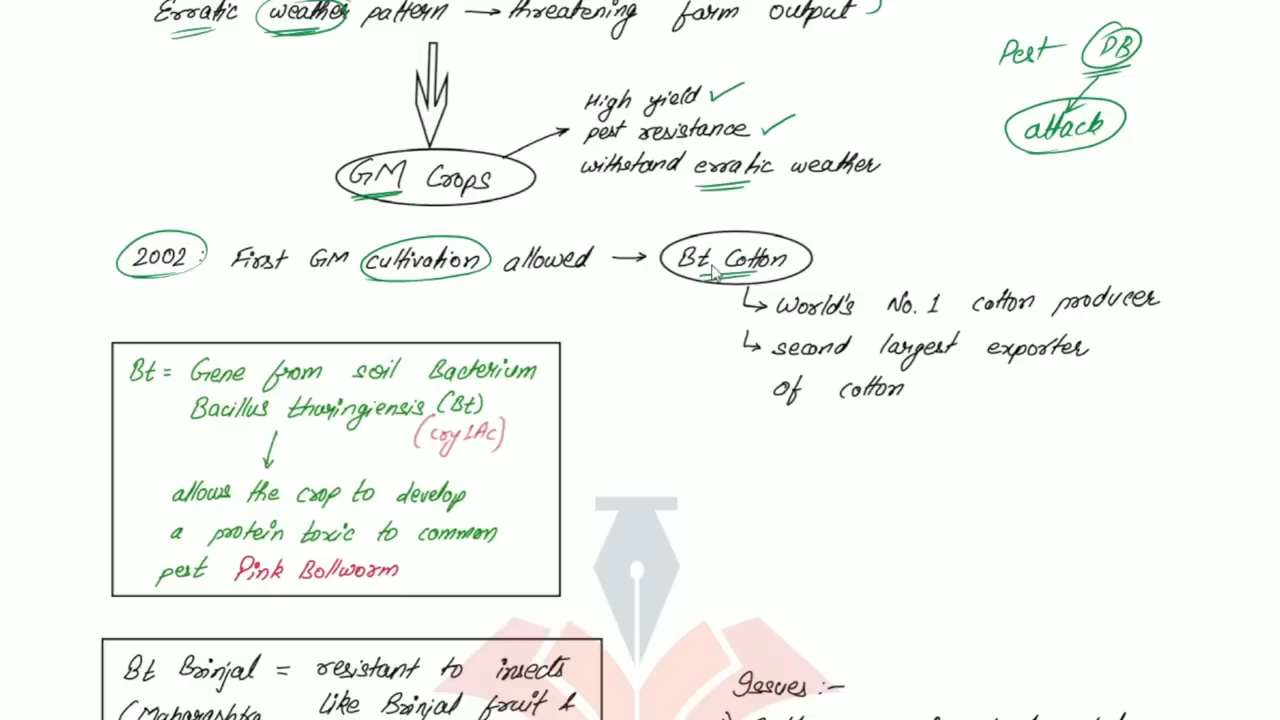 Erratic weather pattern → threatening farm output
Pest DB
attack
High yield ✓
pest resistance ✓
withstand erratic weather
GM Crops
2002: First GM cultivation allowed → Bt Cotton
↳ World's No. 1 cotton producer
↳ second largest exporter
of cotton
Bt = Gene from soil Bacterium
Bacillus thuringiensis (Bt)
(cry1Ac)
allows the crop to develop
a protein toxic to common
pest Pink Bollworm
Bt Brinjal = resistant to insects
(Maharashtra like Brinjal fruit &
Issues :-